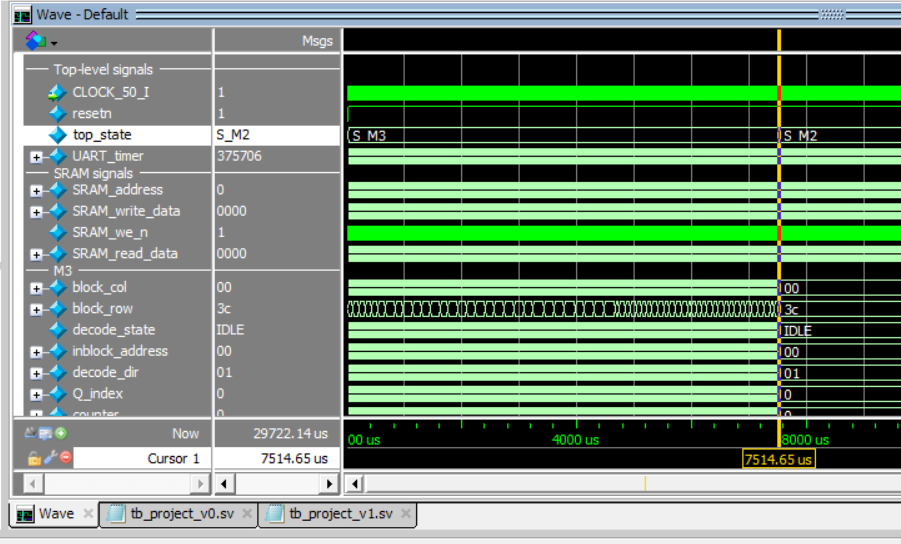 Wave - Default
Msgs
Top-level signals
CLOCK_50_I 1
resetn 1
top_state S_M2 S_M3 S_M2
UART_timer 375706
SRAM signals
SRAM_address 0
SRAM_write_data 0000
SRAM_we_n 1
SRAM_read_data 0000
M3
block_col 00 00
block_row 3c 3c
decode_state IDLE IDLE
inblock_address 00 00
decode_dir 01 01
Q_index 0 0
counter 0 0
Now 29722.14 us 00 us 4000 us 8000 us
Cursor 1 7514.65 us 7514.65 us
Wave tb_project_v0.sv tb_project_v1.sv